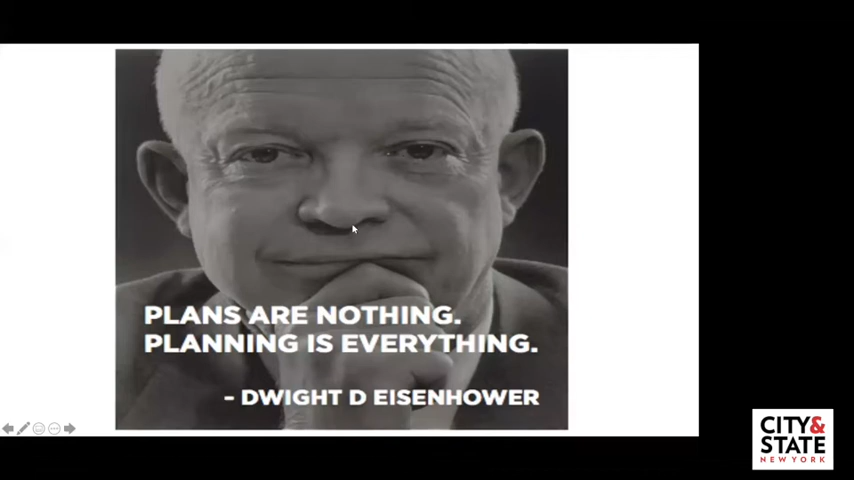 PLANS ARE NOTHING.
PLANNING IS EVERYTHING.
- DWIGHT D EISENHOWER
CITY&
STATE
NEW YORK